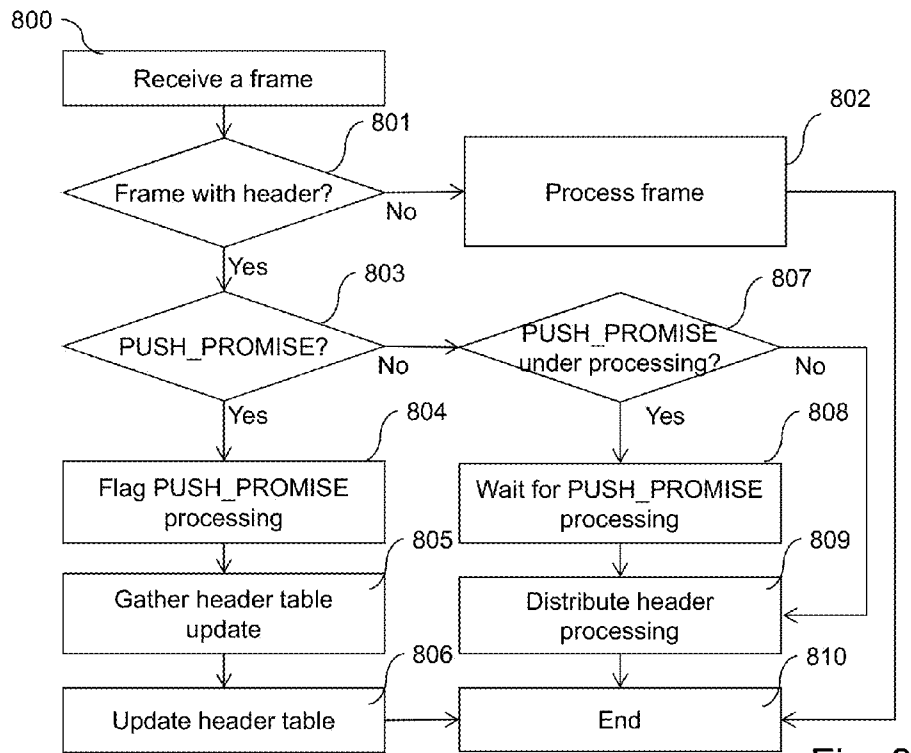 800
Receive a frame
801
802
Frame with header?
Process frame
No
Yes
803
807
PUSH_PROMISE?
PUSH_PROMISE
under processing?
No
No
Yes
804
Yes
808
Flag PUSH_PROMISE
processing
Wait for PUSH_PROMISE
processing
805
809
Gather header table
update
Distribute header
processing
806
810
Update header table
End